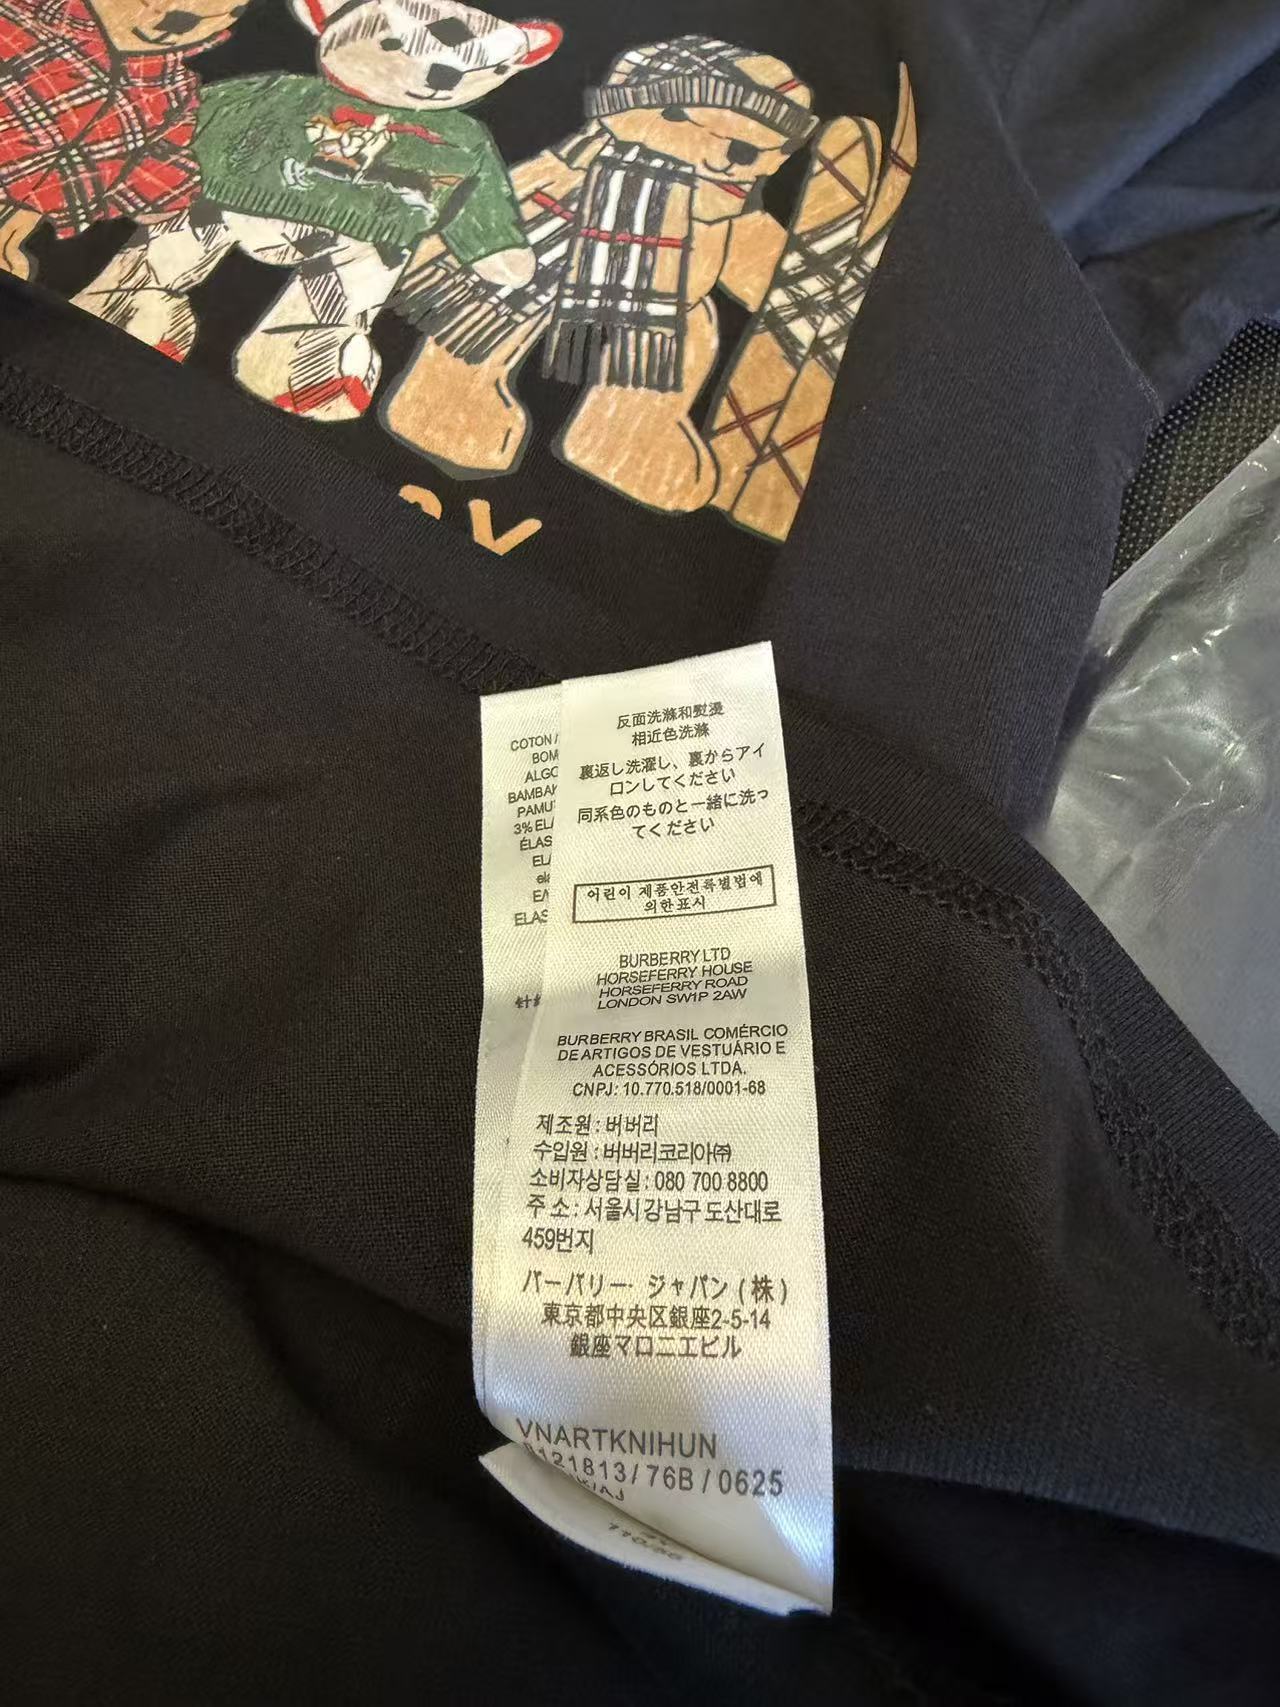 COTON /
BOM
ALGO
BAMBAK
PAMU
3% ELA
ÉLAS
ELA
ela
E/
ELAS
反面洗滌和熨燙
相近色洗滌
裏返し洗濯し、裏からアイ
ロンしてください
同系色のものと一緒に洗っ
てください
어린이 제품안전특별법에
의한표시
BURBERRY LTD
HORSEFERRY HOUSE
HORSEFERRY ROAD
LONDON SW1P 2AW
BURBERRY BRASIL COMÉRCIO
DE ARTIGOS DE VESTUÁRIO E
ACESSÓRIOS LTDA.
CNPJ: 10.770.518/0001-68
제조원 : 버버리
수입원 : 버버리코리아㈜
소비자상담실 : 080 700 8800
주 소 : 서울시강남구 도산대로
459번지
バーバリー· ジャパン ( 株 )
東京都中央区銀座2-5-14
銀座マロニエビル
VNARTKNIHUN
121813 / 76B / 0625